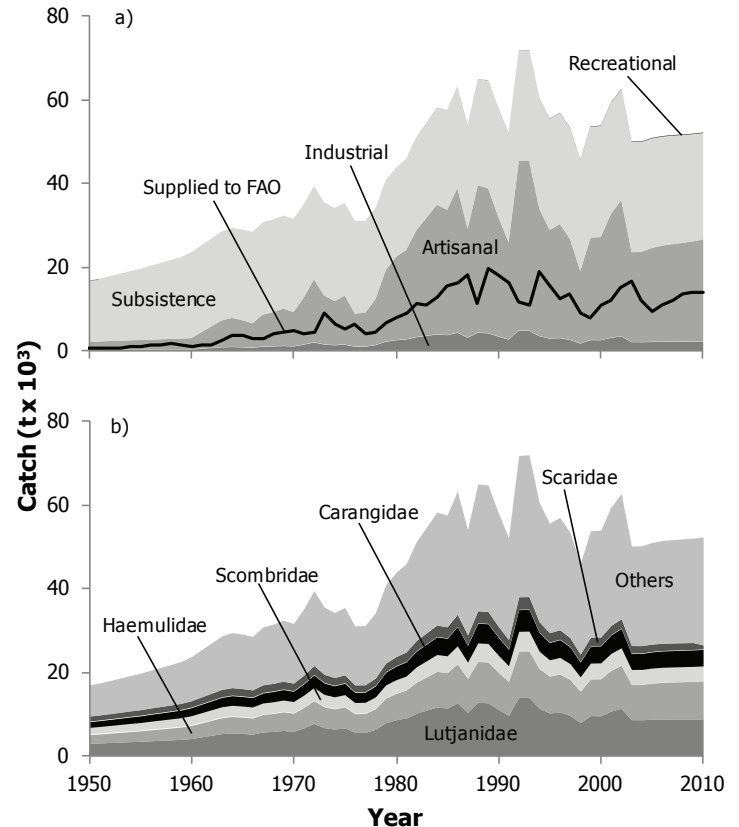 80
a)
Recreational
60
Industrial
Supplied to FAO
40
Artisanal
20
Subsistence
0
Catch (t x 10³)
80
b)
Scaridae
60
Carangidae
Scombridae
Others
40
Haemulidae
20
Lutjanidae
0
1950 1960 1970 1980 1990 2000 2010
Year